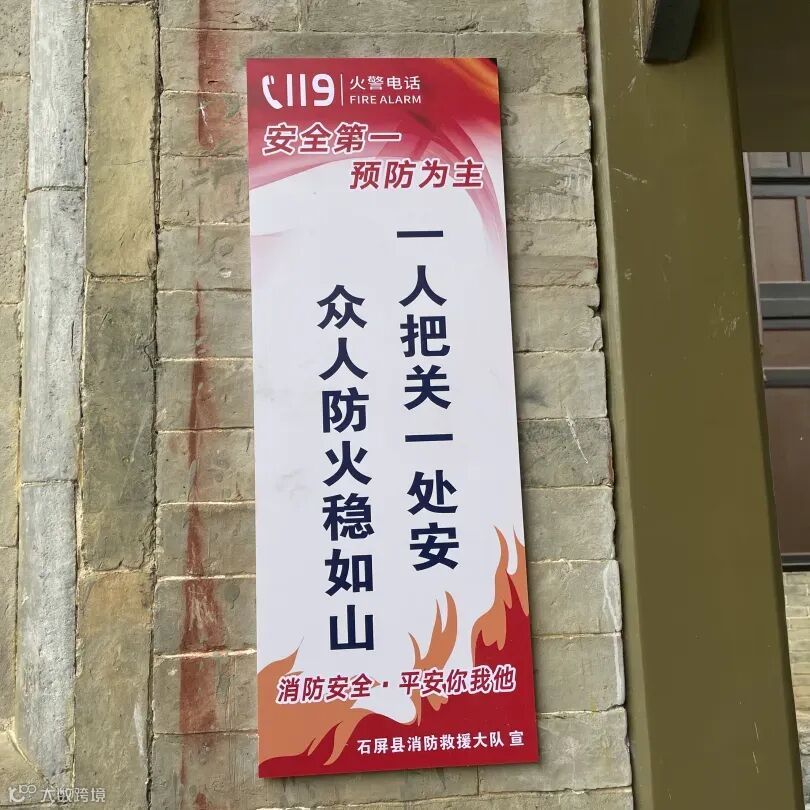 119 火警电话
FIRE ALARM
安全第一
预防为主
一人把关一处安
众人防火稳如山
消防安全·平安你我他
石屏县消防救援大队 宣
大数跨境